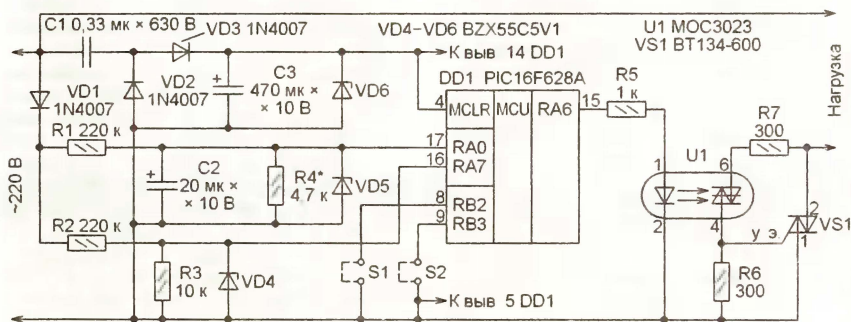 C1 0,33 мк × 630 В
VD3 1N4007
VD4–VD6 BZX55C5V1
U1 MOC3023
VS1 BT134-600
К выв 14 DD1
DD1 PIC16F628A
VD1
1N4007
VD2
1N4007
+
C3
470 мк ×
× 10 В
VD6
4
MCLR
MCU
RA6
15
R5
1 к
R7
300
Нагрузка
~220 В
R1 220 к
17
RA0
16
RA7
+
C2
20 мк ×
× 10 В
R4*
4,7 к
VD5
8
RB2
9
RB3
U1
1
6
2
4
У э.
2
VS1
1
R2 220 к
R3
10 к
VD4
S1
S2
R6
300
К выв 5 DD1